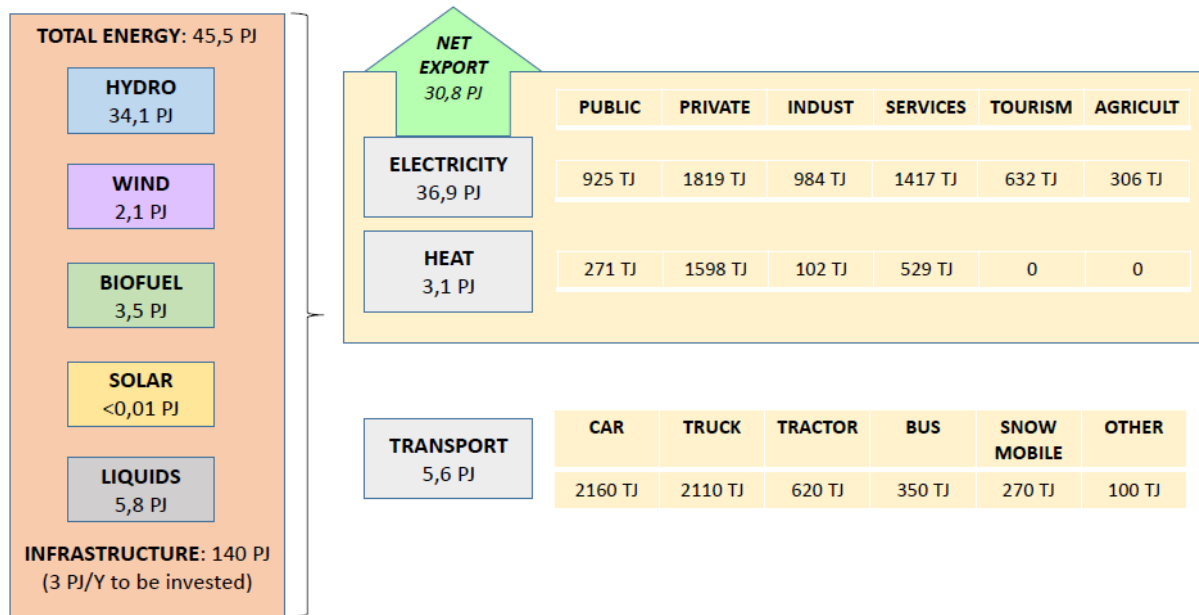 TOTAL ENERGY: 45,5 PJ
HYDRO
34,1 PJ
WIND
2,1 PJ
BIOFUEL
3,5 PJ
SOLAR
<0,01 PJ
LIQUIDS
5,8 PJ
INFRASTRUCTURE: 140 PJ
(3 PJ/Y to be invested)
NET
EXPORT
30,8 PJ
PUBLIC PRIVATE INDUST SERVICES TOURISM AGRICULT
ELECTRICITY
36,9 PJ
925 TJ 1819 TJ 984 TJ 1417 TJ 632 TJ 306 TJ
HEAT
3,1 PJ
271 TJ 1598 TJ 102 TJ 529 TJ 0 0
TRANSPORT
5,6 PJ
CAR TRUCK TRACTOR BUS SNOW MOBILE OTHER
2160 TJ 2110 TJ 620 TJ 350 TJ 270 TJ 100 TJ